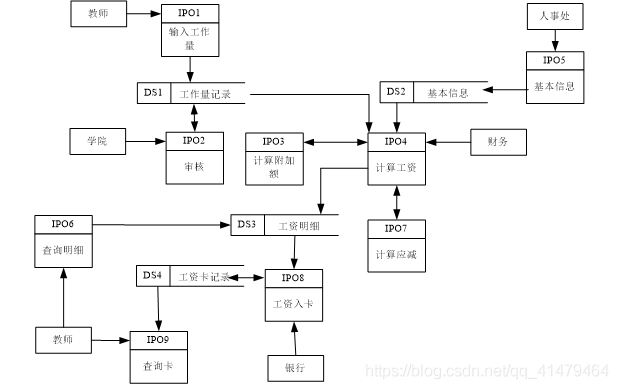 教师
IPO1
输入工作
量
人事处
IPO5
基本信息
DS1 工作量记录
DS2 基本信息
学院
IPO2
审核
IPO3
计算附加
额
IPO4
计算工资
财务
IPO6
查询明细
DS3 工资明细
IPO7
计算应减
DS4 工资卡记录
IPO8
工资入卡
教师
IPO9
查询卡
银行
https://blog.csdn.net/qq_41479464